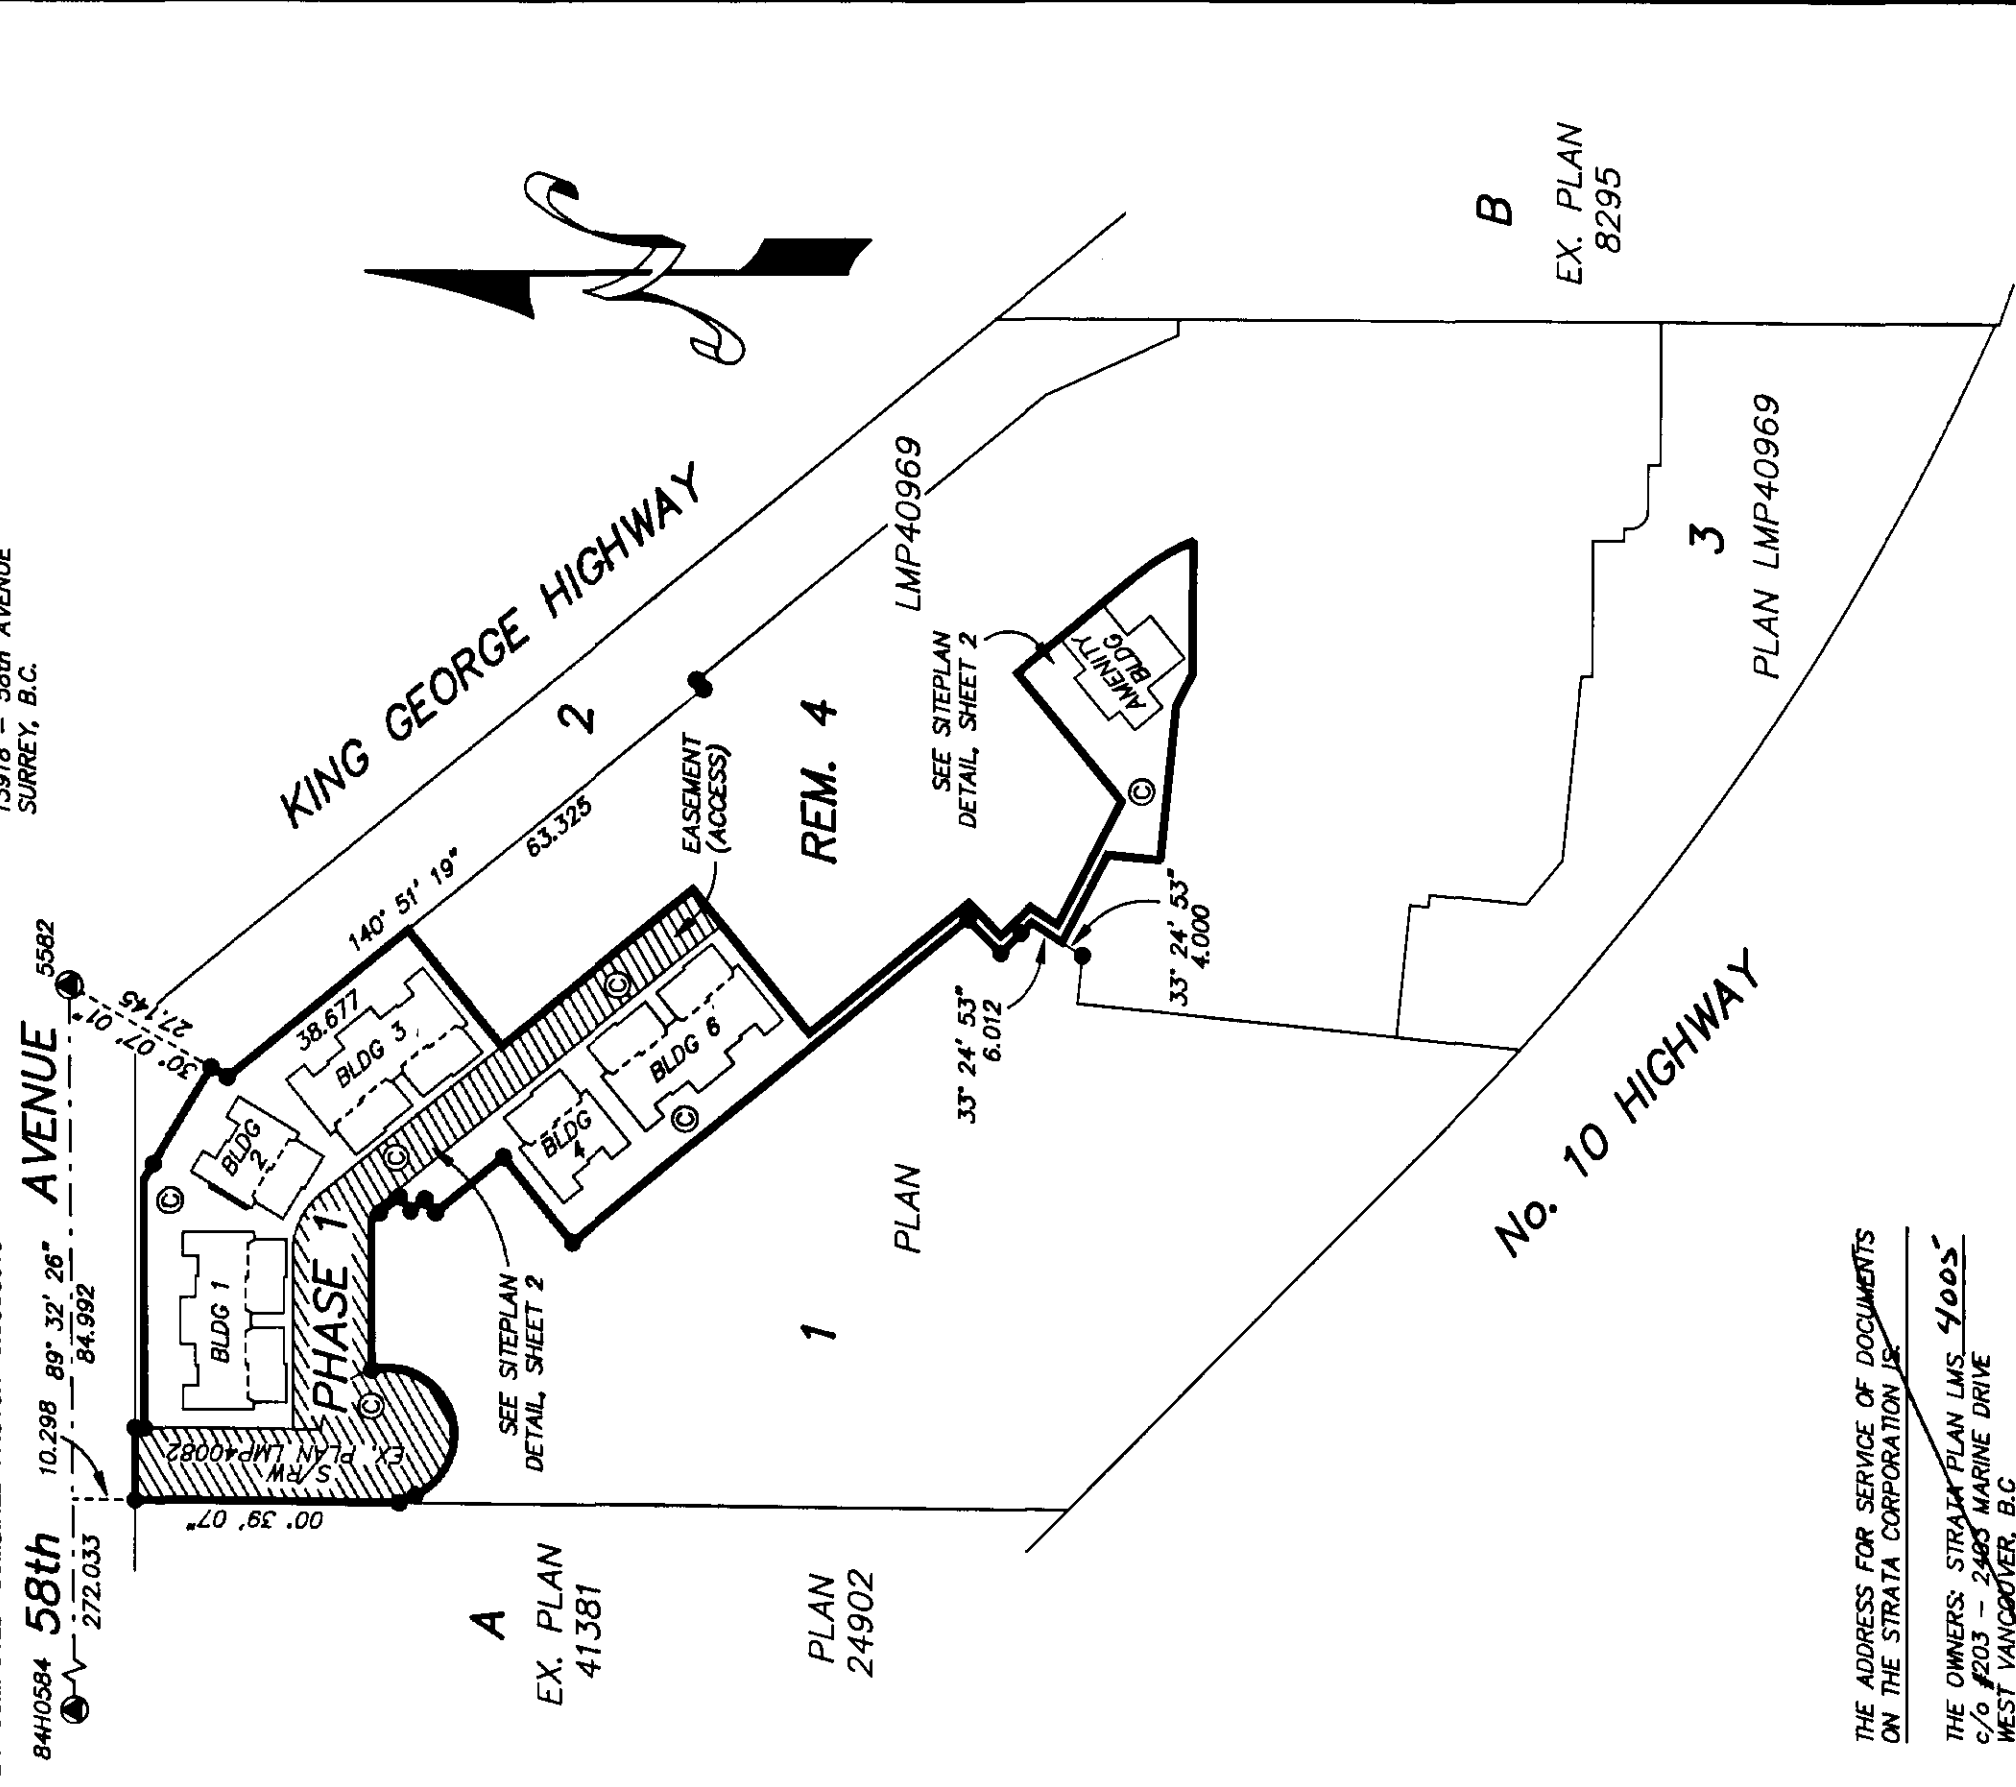 13918 - 58th AVENUE
SURREY, B.C.
84H0584
58th AVENUE
5582
272.033
10.298
89° 32' 26"
84.992
30° 07' 01"
27.145
00° 39' 07"
S/RW
EX. PLAN LMP40082
PHASE 1
BLDG 1
BLDG
2
BLDG 3
38.677
140° 51' 19"
63.325
KING GEORGE HIGHWAY
2
BLDG
4
BLDG 6
©
©
©
©
©
©
EASEMENT
(ACCESS)
REM. 4
SEE SITEPLAN
DETAIL, SHEET 2
SEE SITEPLAN
DETAIL, SHEET 2
AMENITY
BLDG
LMP40969
33° 24' 53"
6.012
33° 24' 53"
4.000
A
EX. PLAN
41381
PLAN
24902
1
PLAN
No. 10 HIGHWAY
3
PLAN LMP40969
B
EX. PLAN
8295
THE ADDRESS FOR SERVICE OF DOCUMENTS
ON THE STRATA CORPORATION IS:
THE OWNERS: STRATA PLAN LMS 4005
c/o #203 - 2403 MARINE DRIVE
WEST VANCOUVER, B.C